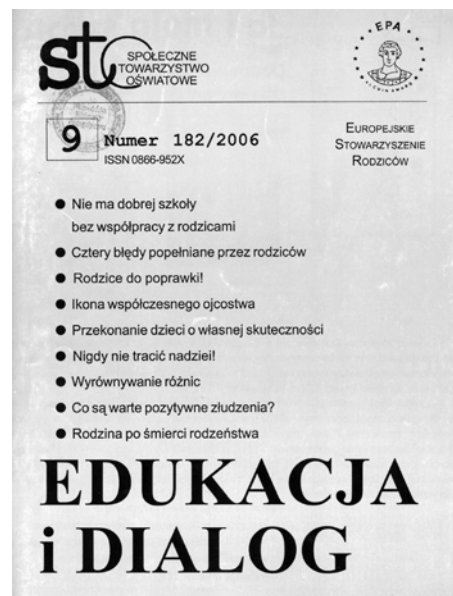 sto
SPOŁECZNE
TOWARZYSTWO
OŚWIATOWE
EPA
9
Numer 182/2006
ISSN 0866-952X
EUROPEJSKIE
STOWARZYSZENIE
RODZICÓW
● Nie ma dobrej szkoły
bez współpracy z rodzicami
● Cztery błędy popełniane przez rodziców
● Rodzice do poprawki!
● Ikona współczesnego ojcostwa
● Przekonanie dzieci o własnej skuteczności
● Nigdy nie tracić nadziei!
● Wyrównywanie różnic
● Co są warte pozytywne złudzenia?
● Rodzina po śmierci rodzeństwa
EDUKACJA
i DIALOG